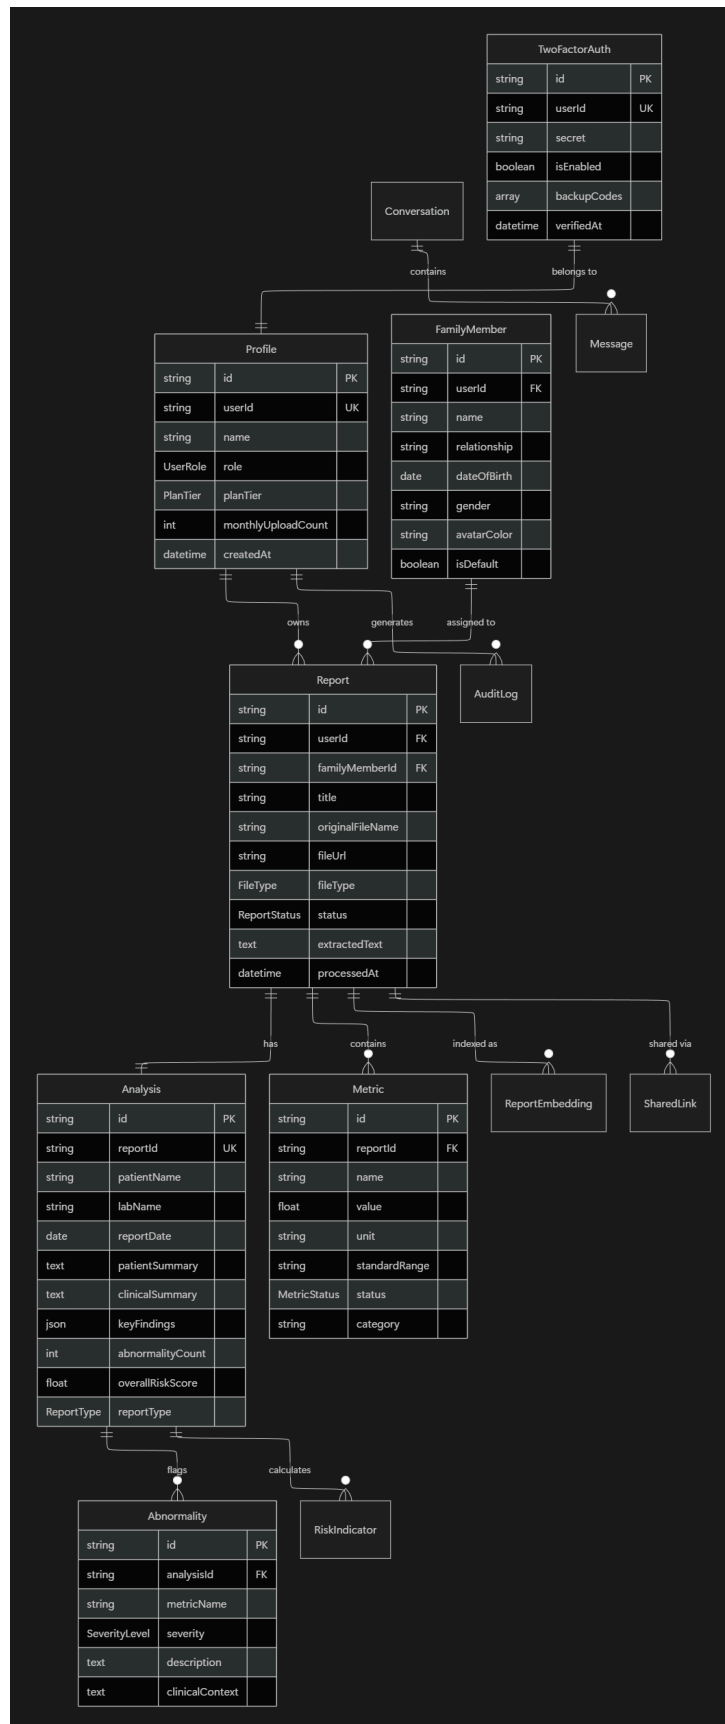 TwoFactorAuth
string id PK
string userId UK
string secret
boolean isEnabled
array backupCodes
datetime verifiedAt
Conversation
contains
belongs to
Message
Profile
string id PK
string userId UK
string name
UserRole role
PlanTier planTier
int monthlyUploadCount
datetime createdAt
FamilyMember
string id PK
string userId FK
string name
string relationship
date dateOfBirth
string gender
string avatarColor
boolean isDefault
owns
generates
assigned to
AuditLog
Report
string id PK
string userId FK
string familyMemberId FK
string title
string originalFileName
string fileUrl
FileType fileType
ReportStatus status
text extractedText
datetime processedAt
has
contains
indexed as
shared via
Analysis
string id PK
string reportId UK
string patientName
string labName
date reportDate
text patientSummary
text clinicalSummary
json keyFindings
int abnormalityCount
float overallRiskScore
ReportType reportType
Metric
string id PK
string reportId FK
string name
float value
string unit
string standardRange
MetricStatus status
string category
ReportEmbedding
SharedLink
flags
calculates
Abnormality
string id PK
string analysisId FK
string metricName
SeverityLevel severity
text description
text clinicalContext
RiskIndicator